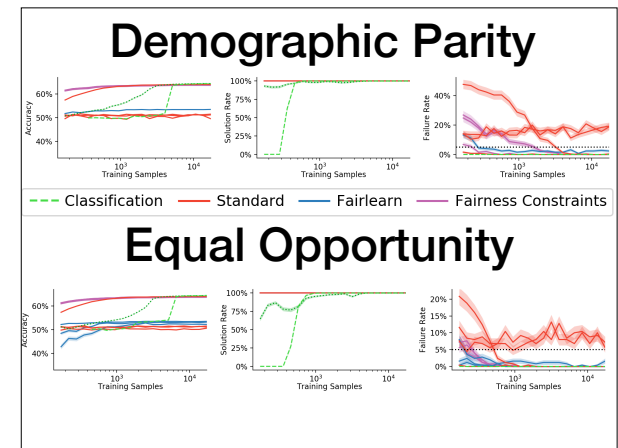 Demographic Parity
60%
40%
Accuracy
10³
10⁴
Training Samples
100%
75%
50%
25%
0%
Solution Rate
10³
10⁴
Training Samples
40%
20%
0%
Failure Rate
10³
10⁴
Training Samples
Classification Standard Fairlearn Fairness Constraints
Equal Opportunity
60%
50%
40%
Accuracy
10³
10⁴
Training Samples
100%
75%
50%
25%
0%
Solution Rate
10³
10⁴
Training Samples
20%
15%
10%
5%
0%
Failure Rate
10³
10⁴
Training Samples